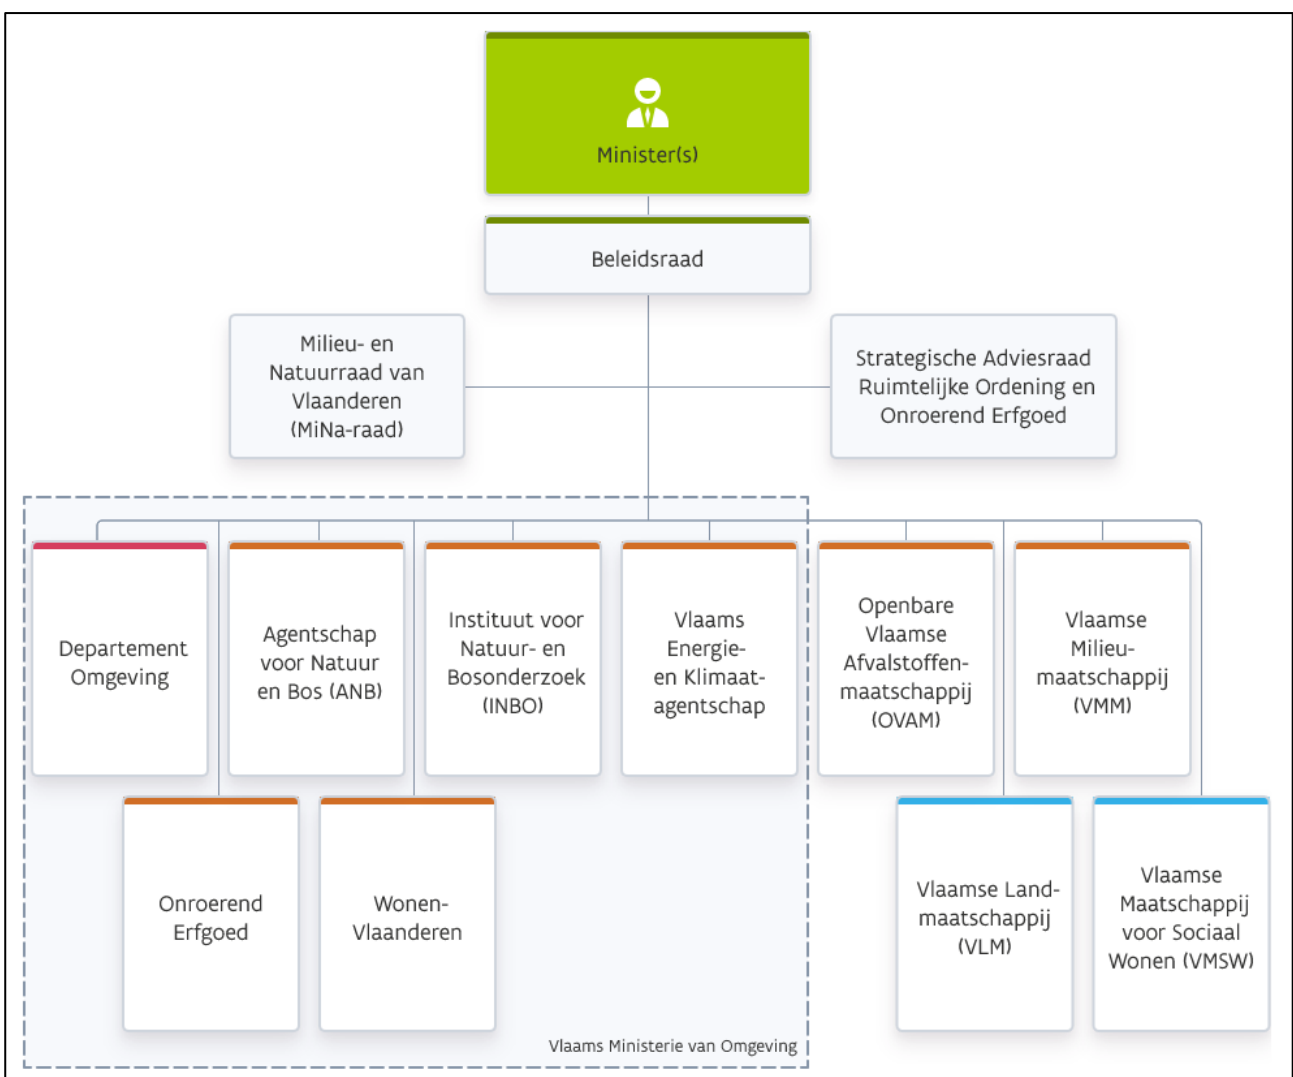 Minister(s)
Beleidsraad
Milieu- en
Natuurraad van
Vlaanderen
(MiNa-raad)
Strategische Adviesraad
Ruimtelijke Ordening en
Onroerend Erfgoed
Departement
Omgeving
Agentschap
voor Natuur
en Bos (ANB)
Instituut voor
Natuur- en
Bosonderzoek
(INBO)
Vlaams
Energie-
en Klimaat-
agentschap
Openbare
Vlaamse
Afvalstoffen-
maatschappij
(OVAM)
Vlaamse
Milieu-
maatschappij
(VMM)
Onroerend
Erfgoed
Wonen-
Vlaanderen
Vlaamse Land-
maatschappij
(VLM)
Vlaamse
Maatschappij
voor Sociaal
Wonen (VMSW)
Vlaams Ministerie van Omgeving